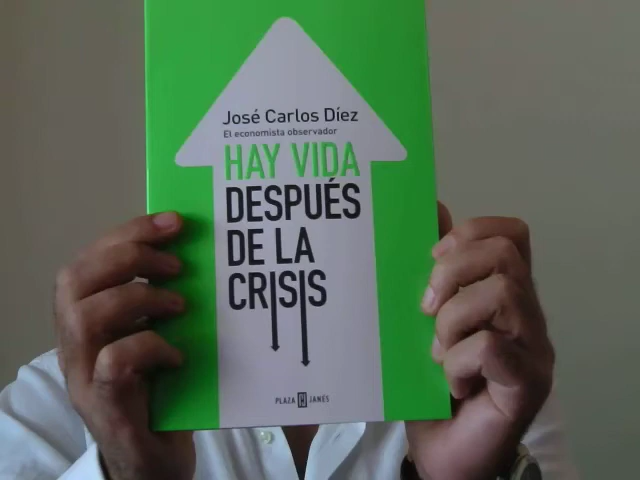 José Carlos Díez
El economista observador
HAY VIDA
DESPUÉS
DE LA
CRISIS
PLAZA JANÉS